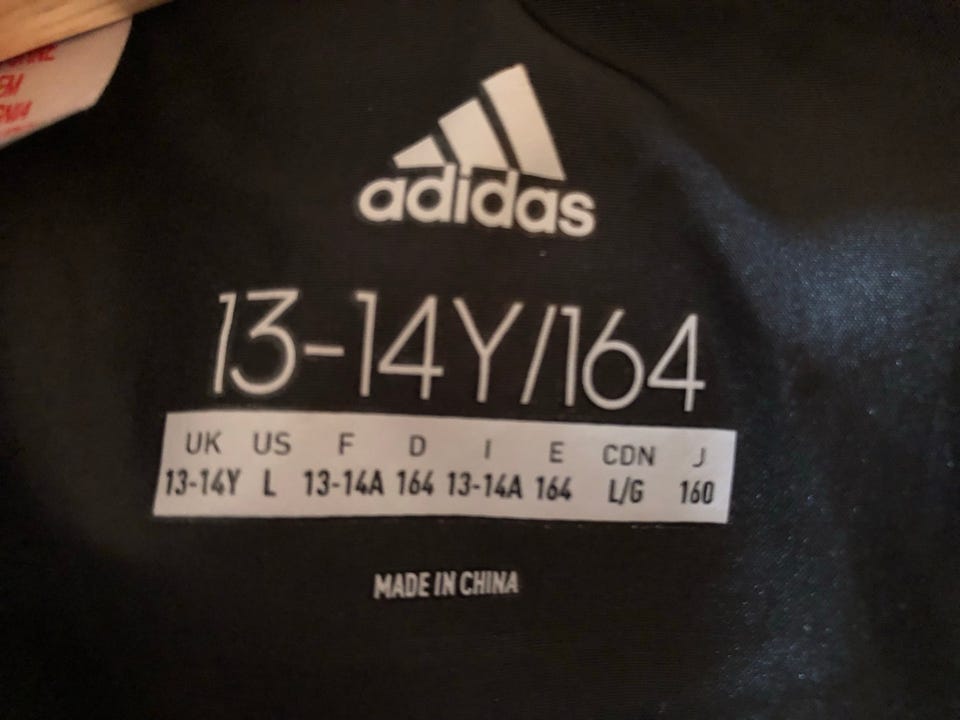 adidas
13-14Y/164
UK US F D I E CDN J
13-14Y L 13-14A 164 13-14A 164 L/G 160
MADE IN CHINA